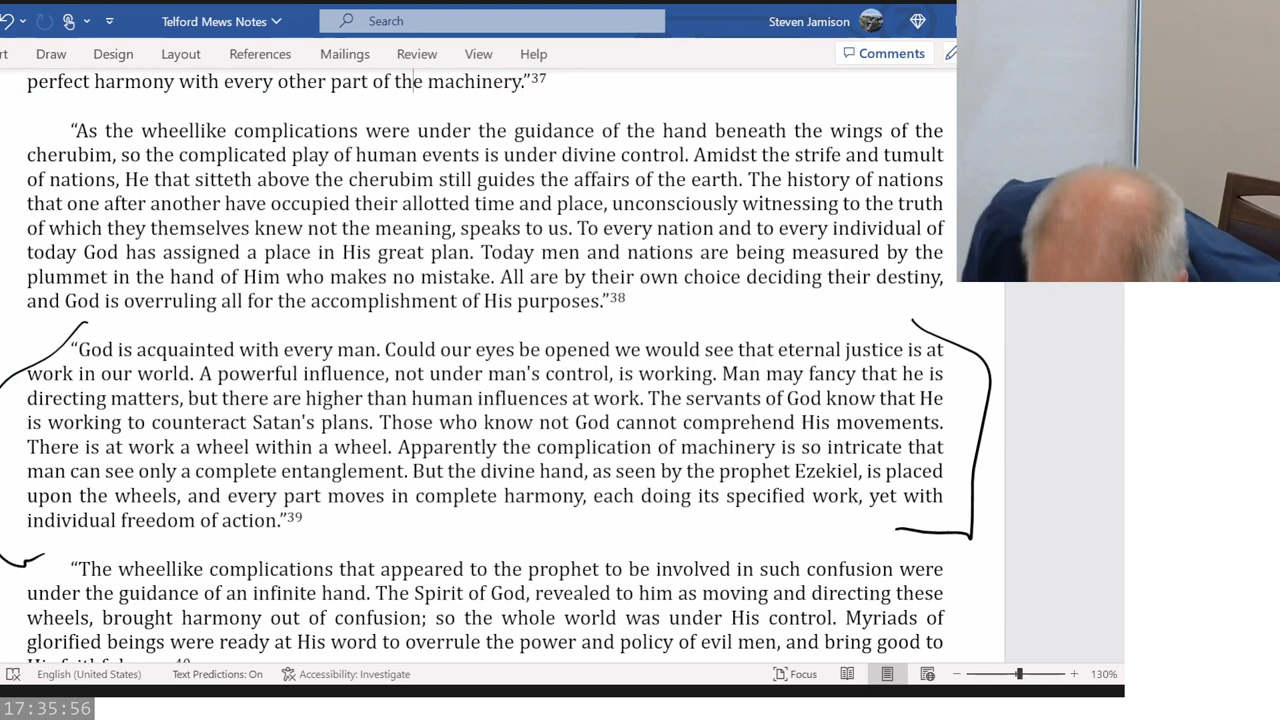 Telford Mews Notes
Search
Steven Jamison
Draw Design Layout References Mailings Review View Help
Comments
perfect harmony with every other part of the machinery.”37
“As the wheellike complications were under the guidance of the hand beneath the wings of the
cherubim, so the complicated play of human events is under divine control. Amidst the strife and tumult
of nations, He that sitteth above the cherubim still guides the affairs of the earth. The history of nations
that one after another have occupied their allotted time and place, unconsciously witnessing to the truth
of which they themselves knew not the meaning, speaks to us. To every nation and to every individual of
today God has assigned a place in His great plan. Today men and nations are being measured by the
plummet in the hand of Him who makes no mistake. All are by their own choice deciding their destiny,
and God is overruling all for the accomplishment of His purposes.”38
“God is acquainted with every man. Could our eyes be opened we would see that eternal justice is at
work in our world. A powerful influence, not under man's control, is working. Man may fancy that he is
directing matters, but there are higher than human influences at work. The servants of God know that He
is working to counteract Satan's plans. Those who know not God cannot comprehend His movements.
There is at work a wheel within a wheel. Apparently the complication of machinery is so intricate that
man can see only a complete entanglement. But the divine hand, as seen by the prophet Ezekiel, is placed
upon the wheels, and every part moves in complete harmony, each doing its specified work, yet with
individual freedom of action.”39
“The wheellike complications that appeared to the prophet to be involved in such confusion were
under the guidance of an infinite hand. The Spirit of God, revealed to him as moving and directing these
wheels, brought harmony out of confusion; so the whole world was under His control. Myriads of
glorified beings were ready at His word to overrule the power and policy of evil men, and bring good to
English (United States) Text Predictions: On Accessibility: Investigate Focus 130%
17:35:56